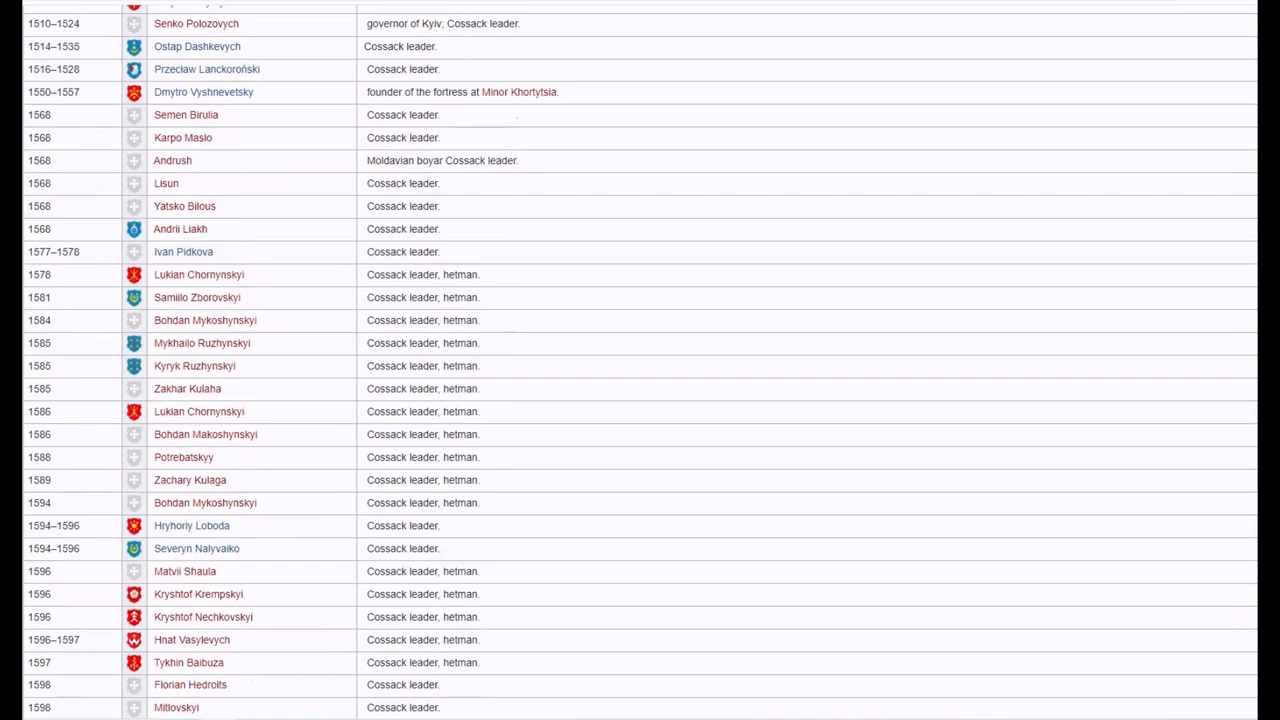 1510–1524 Senko Polozovych governor of Kyiv; Cossack leader.
1514–1535 Ostap Dashkevych Cossack leader.
1516–1528 Przecław Lanckoroński Cossack leader.
1550–1557 Dmytro Vyshnevetsky founder of the fortress at Minor Khortytsia.
1568 Semen Birulia Cossack leader.
1568 Karpo Maslo Cossack leader.
1568 Andrush Moldavian boyar Cossack leader.
1568 Lisun Cossack leader.
1568 Yatsko Bilous Cossack leader.
1568 Andrii Liakh Cossack leader.
1577–1578 Ivan Pidkova Cossack leader.
1578 Lukian Chornynskyi Cossack leader, hetman.
1581 Samiilo Zborovskyi Cossack leader, hetman.
1584 Bohdan Mykoshynskyi Cossack leader, hetman.
1585 Mykhailo Ruzhynskyi Cossack leader, hetman.
1585 Kyryk Ruzhynskyi Cossack leader, hetman.
1585 Zakhar Kulaha Cossack leader, hetman.
1586 Lukian Chornynskyi Cossack leader, hetman.
1586 Bohdan Makoshynskyi Cossack leader, hetman.
1588 Potrebatskyy Cossack leader, hetman.
1589 Zachary Kulaga Cossack leader, hetman.
1594 Bohdan Mykoshynskyi Cossack leader, hetman.
1594–1596 Hryhoriy Loboda Cossack leader.
1594–1596 Severyn Nalyvaiko Cossack leader.
1596 Matvii Shaula Cossack leader, hetman.
1596 Kryshtof Krempskyi Cossack leader, hetman.
1596 Kryshtof Nechkovskyi Cossack leader, hetman.
1596–1597 Hnat Vasylevych Cossack leader, hetman.
1597 Tykhin Baibuza Cossack leader, hetman.
1598 Florian Hedroits Cossack leader.
1598 Mitlovskyi Cossack leader.